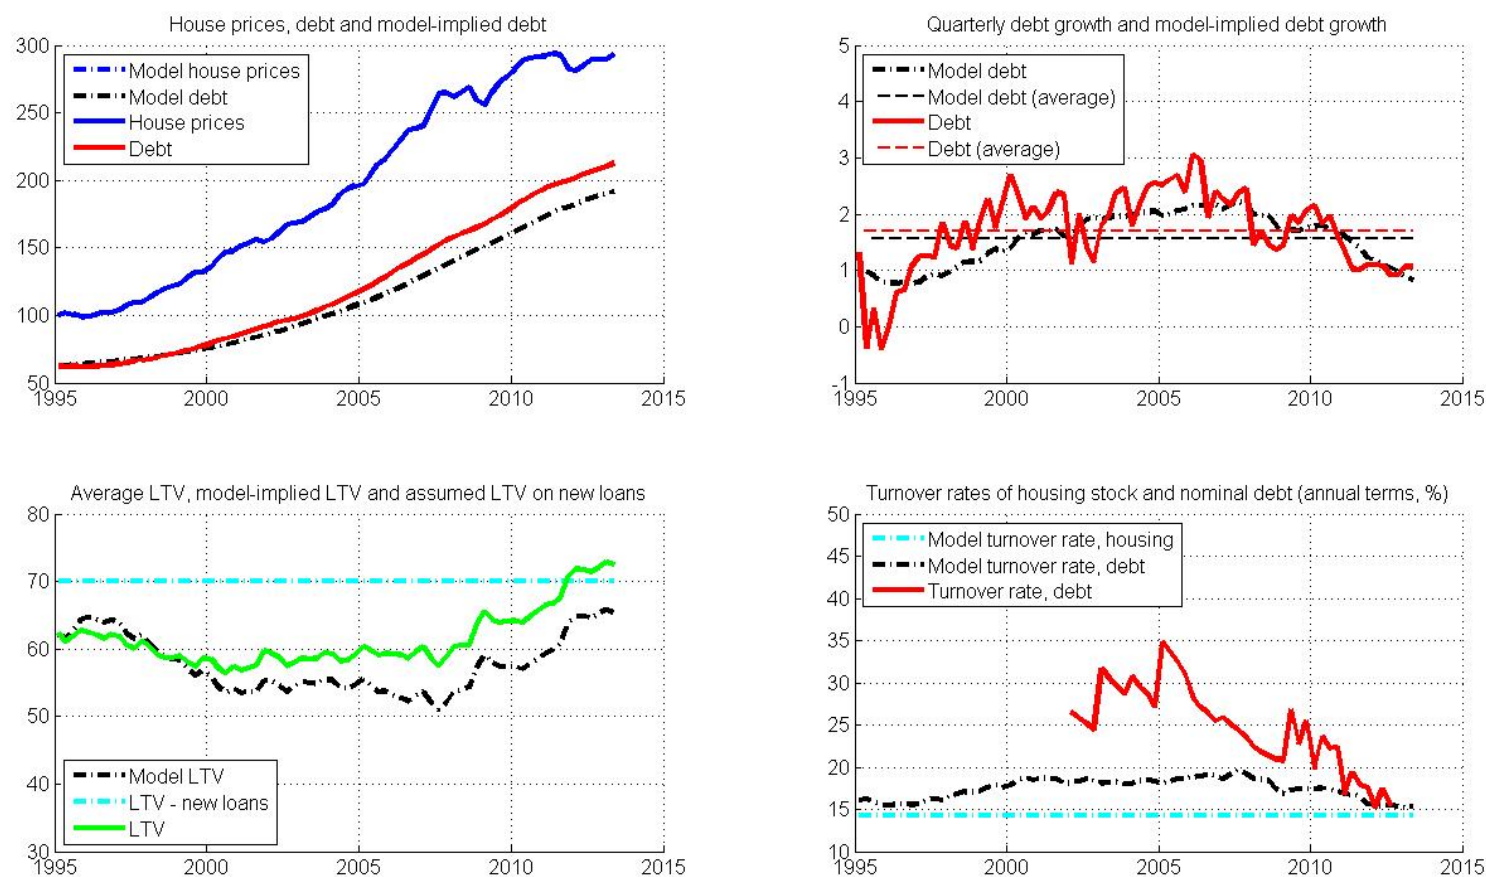 House prices, debt and model-implied debt
300
250
200
150
100
50
Model house prices
Model debt
House prices
Debt
1995 2000 2005 2010 2015
Quarterly debt growth and model-implied debt growth
5
4
3
2
1
0
-1
Model debt
Model debt (average)
Debt
Debt (average)
1995 2000 2005 2010 2015
Average LTV, model-implied LTV and assumed LTV on new loans
80
70
60
50
40
30
Model LTV
LTV - new loans
LTV
1995 2000 2005 2010 2015
Turnover rates of housing stock and nominal debt (annual terms, %)
50
45
40
35
30
25
20
15
10
Model turnover rate, housing
Model turnover rate, debt
Turnover rate, debt
1995 2000 2005 2010 2015